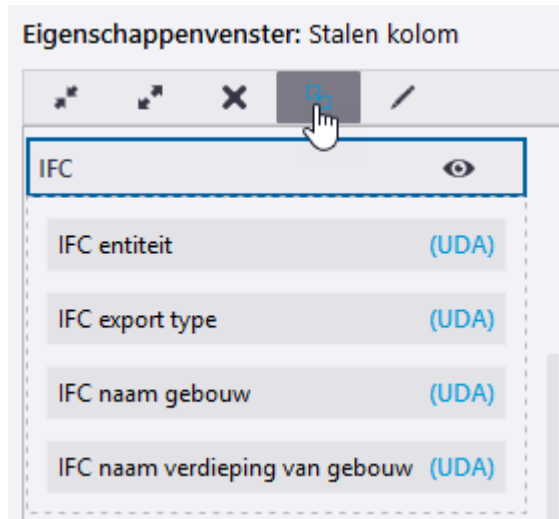 Eigenschappenvenster: Stalen kolom
IFC
IFC entiteit (UDA)
IFC export type (UDA)
IFC naam gebouw (UDA)
IFC naam verdieping van gebouw (UDA)